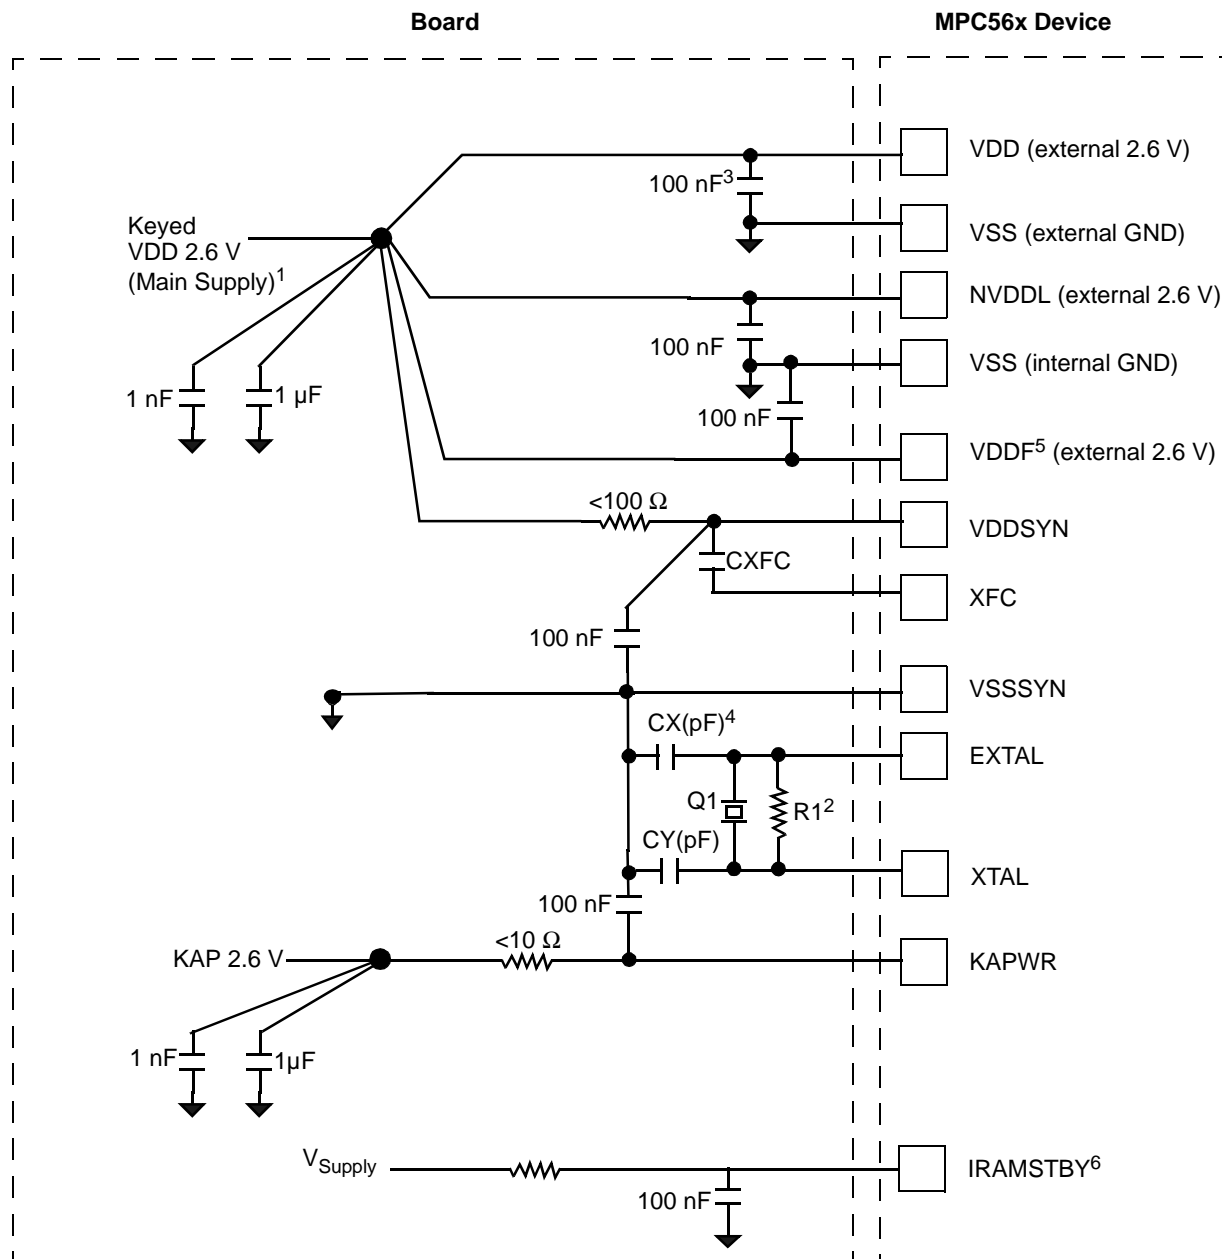 Board
MPC56x Device
VDD (external 2.6 V)
100 nF3
Keyed
VDD 2.6 V
(Main Supply)1
VSS (external GND)
NVDDL (external 2.6 V)
100 nF
VSS (internal GND)
1 nF
1 µF
100 nF
VDDF5 (external 2.6 V)
<100 Ω
VDDSYN
CXFC
XFC
100 nF
VSSSYN
CX(pF)4
EXTAL
Q1
R12
CY(pF)
XTAL
100 nF
<10 Ω
KAP 2.6 V
KAPWR
1 nF
1µF
VSupply
IRAMSTBY6
100 nF